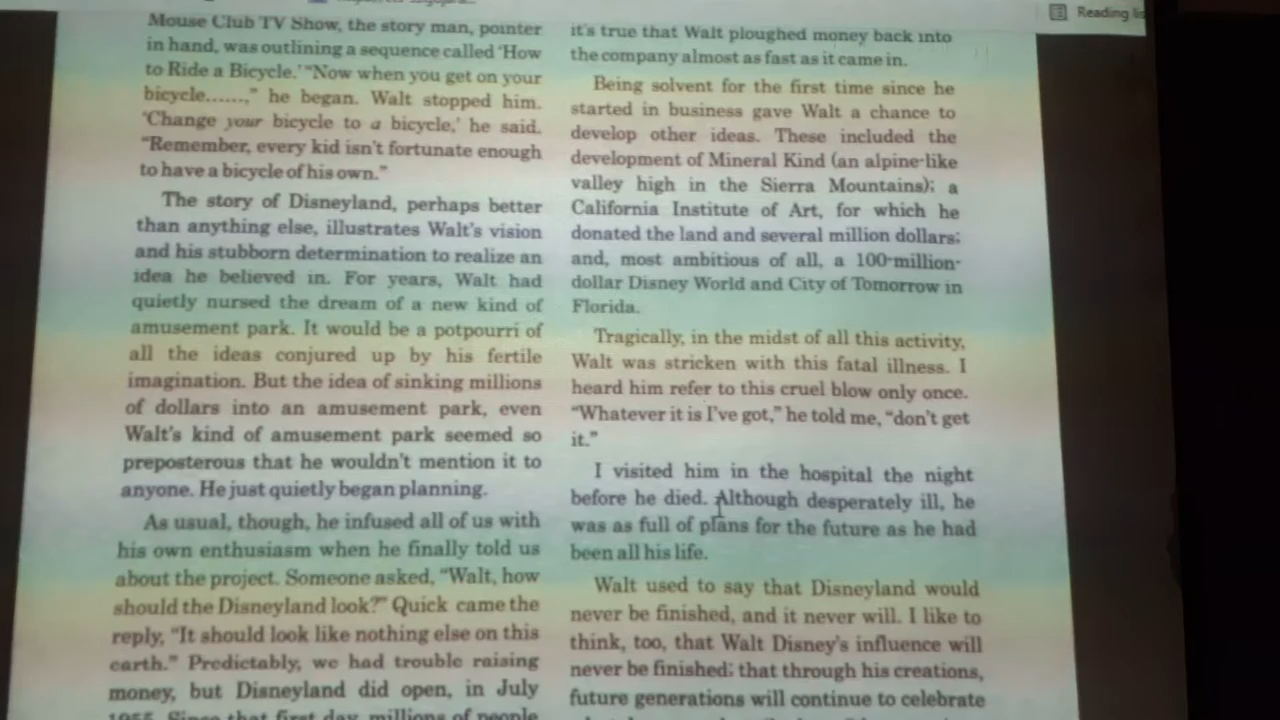 Reading lis
Mouse Club TV Show, the story man, pointer
in hand, was outlining a sequence called 'How
to Ride a Bicycle.' "Now when you get on your
bicycle……," he began. Walt stopped him.
'Change your bicycle to a bicycle,' he said.
"Remember, every kid isn't fortunate enough
to have a bicycle of his own."
The story of Disneyland, perhaps better
than anything else, illustrates Walt's vision
and his stubborn determination to realize an
idea he believed in. For years, Walt had
quietly nursed the dream of a new kind of
amusement park. It would be a potpourri of
all the ideas conjured up by his fertile
imagination. But the idea of sinking millions
of dollars into an amusement park, even
Walt's kind of amusement park seemed so
preposterous that he wouldn't mention it to
anyone. He just quietly began planning.
As usual, though, he infused all of us with
his own enthusiasm when he finally told us
about the project. Someone asked, "Walt, how
should the Disneyland look?" Quick came the
reply, "It should look like nothing else on this
earth." Predictably, we had trouble raising
money, but Disneyland did open, in July
1955. Since that first day, millions of people
it's true that Walt ploughed money back into
the company almost as fast as it came in.
Being solvent for the first time since he
started in business gave Walt a chance to
develop other ideas. These included the
development of Mineral Kind (an alpine-like
valley high in the Sierra Mountains); a
California Institute of Art, for which he
donated the land and several million dollars;
and, most ambitious of all, a 100-million-
dollar Disney World and City of Tomorrow in
Florida.
Tragically, in the midst of all this activity,
Walt was stricken with this fatal illness. I
heard him refer to this cruel blow only once.
"Whatever it is I've got," he told me, "don't get
it."
I visited him in the hospital the night
before he died. Although desperately ill, he
was as full of plans for the future as he had
been all his life.
Walt used to say that Disneyland would
never be finished, and it never will. I like to
think, too, that Walt Disney's influence will
never be finished; that through his creations,
future generations will continue to celebrate